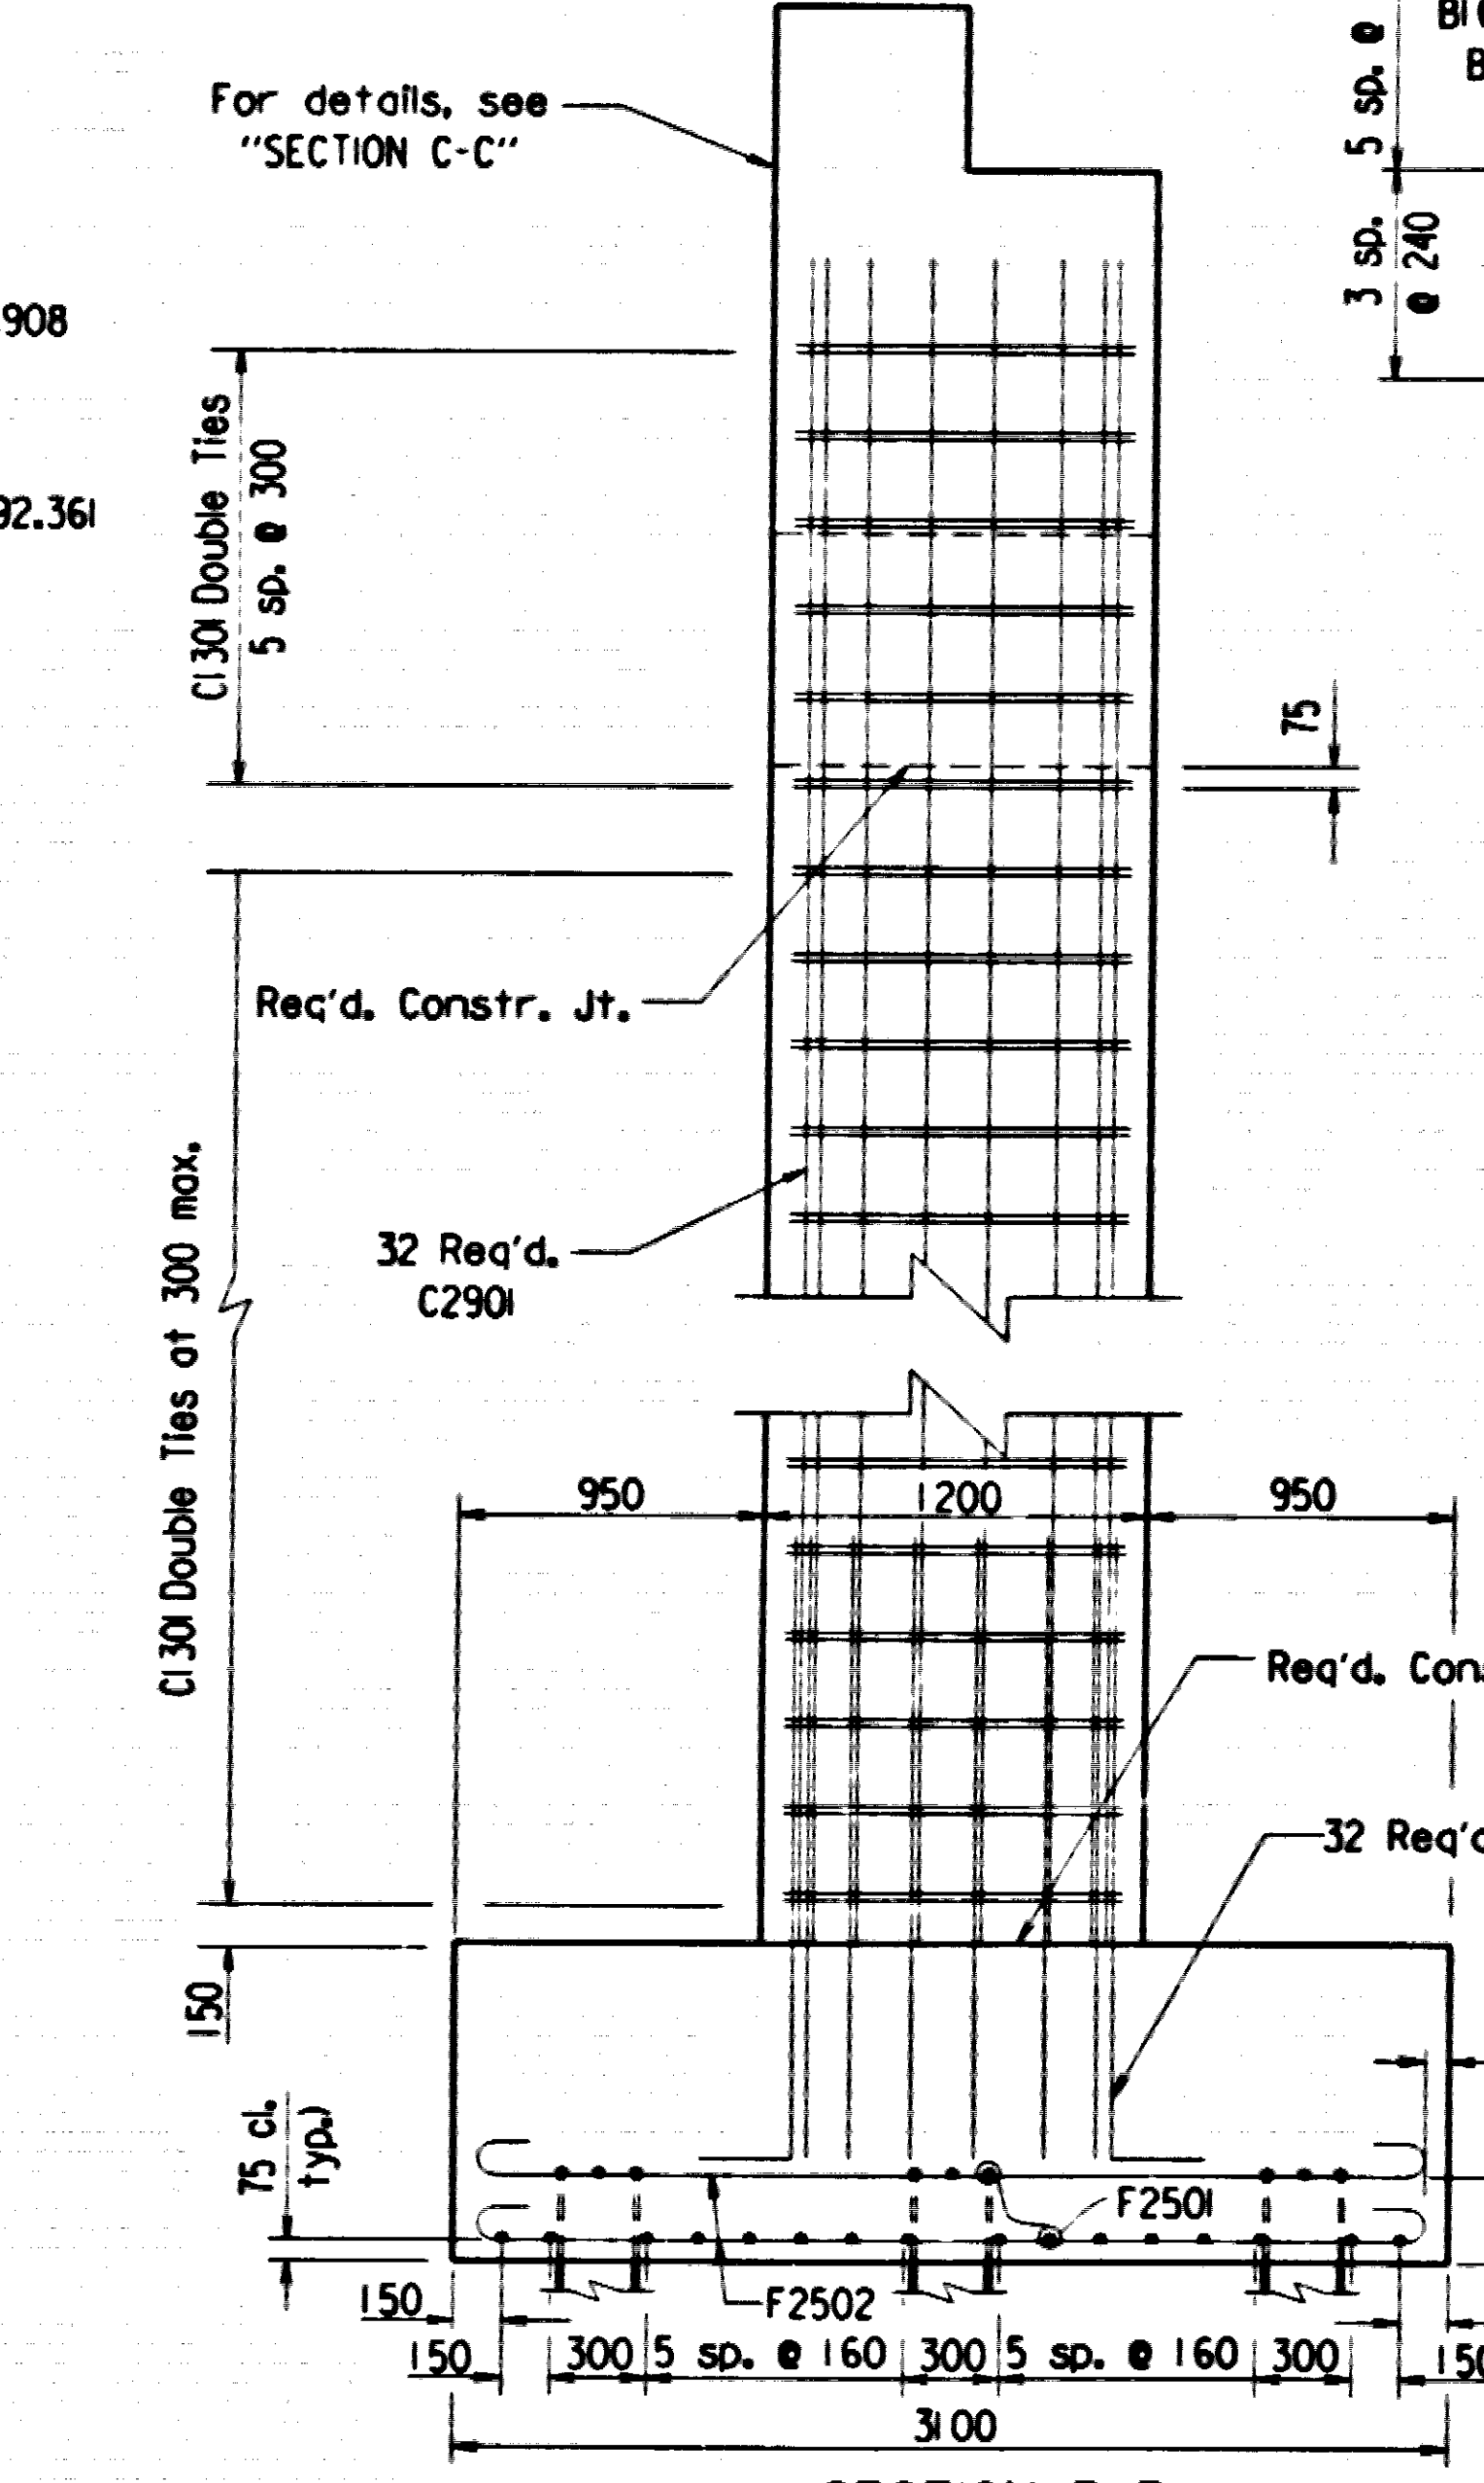 For details, see
"SECTION C-C"
5 sp. @
3 sp.
@ 240
908
92.361
C1301 Double Ties
5 sp. @ 300
75
Req'd. Constr. Jt.
C1301 Double Ties at 300 max.
32 Req'd.
C2901
950
1200
950
Req'd.
32 Req'd
150
75 cl.
typ.)
F2501
F2502
150
150
300
5 sp. @ 160
300
5 sp. @ 160
300
150
3100